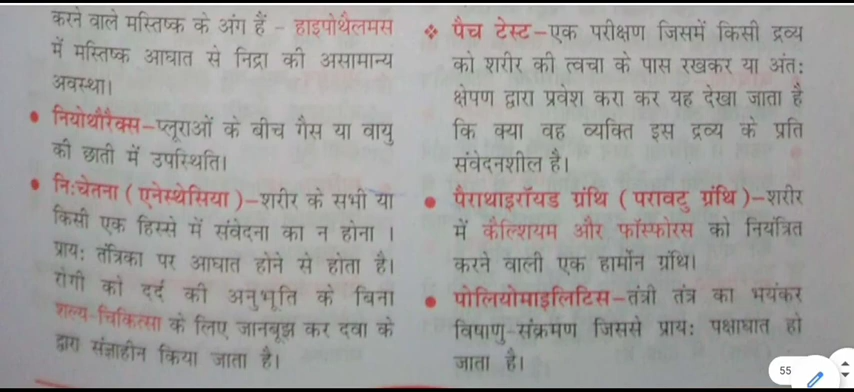 करने वाले मस्तिष्क के अंग हैं - हाइपोथैलमस
में मस्तिष्क आघात से निद्रा की असामान्य
अवस्था।
• नियोथौरैक्स–प्लूराओं के बीच गैस या वायु
की छाती में उपस्थिति।
• निःचेतना (एनेस्थेसिया)–शरीर के सभी या
किसी एक हिस्से में संवेदना का न होना ।
प्रायः तंत्रिका पर आघात होने से होता है।
रोगी को दर्द की अनुभूति के बिना
शल्य-चिकित्सा के लिए जानबूझ कर दवा के
द्वारा संज्ञाहीन किया जाता है।
❖ पैच टेस्ट–एक परीक्षण जिसमें किसी द्रव्य
को शरीर की त्वचा के पास रखकर या अंतः
क्षेपण द्वारा प्रवेश करा कर यह देखा जाता है
कि क्या वह व्यक्ति इस द्रव्य के प्रति
संवेदनशील है।
• पैराथाइरॉयड ग्रंथि (परावटु ग्रंथि)–शरीर
में कैल्शियम और फॉस्फोरस को नियंत्रित
करने वाली एक हार्मोन ग्रंथि।
• पोलियोमाइलिटिस–तंत्री तंत्र का भयंकर
विषाणु-संक्रमण जिससे प्रायः पक्षाघात हो
जाता है।
55